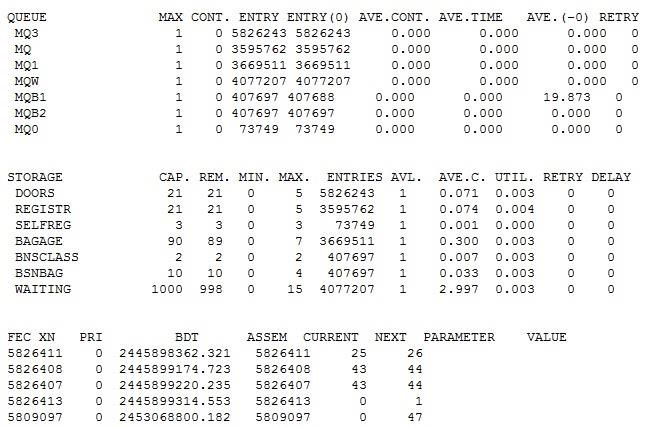 QUEUE MAX CONT. ENTRY ENTRY(0) AVE.CONT. AVE.TIME AVE.(-0) RETRY
MQ3 1 0 5826243 5826243 0.000 0.000 0.000 0
MQ 1 0 3595762 3595762 0.000 0.000 0.000 0
MQ1 1 0 3669511 3669511 0.000 0.000 0.000 0
MQW 1 0 4077207 4077207 0.000 0.000 0.000 0
MQB1 1 0 407697 407688 0.000 0.000 19.873 0
MQB2 1 0 407697 407697 0.000 0.000 0.000 0
MQ0 1 0 73749 73749 0.000 0.000 0.000 0
STORAGE CAP. REM. MIN. MAX. ENTRIES AVL. AVE.C. UTIL. RETRY DELAY
DOORS 21 21 0 5 5826243 1 0.071 0.003 0 0
REGISTR 21 21 0 5 3595762 1 0.074 0.004 0 0
SELFREG 3 3 0 3 73749 1 0.001 0.000 0 0
BAGAGE 90 89 0 7 3669511 1 0.300 0.003 0 0
BNSCLASS 2 2 0 2 407697 1 0.007 0.003 0 0
BSNBAG 10 10 0 4 407697 1 0.033 0.003 0 0
WAITING 1000 998 0 15 4077207 1 2.997 0.003 0 0
FEC XN PRI BDT ASSEM CURRENT NEXT PARAMETER VALUE
5826411 0 2445898362.321 5826411 25 26
5826408 0 2445899174.723 5826408 43 44
5826407 0 2445899220.235 5826407 43 44
5826413 0 2445899314.553 5826413 0 1
5809097 0 2453068800.182 5809097 0 47